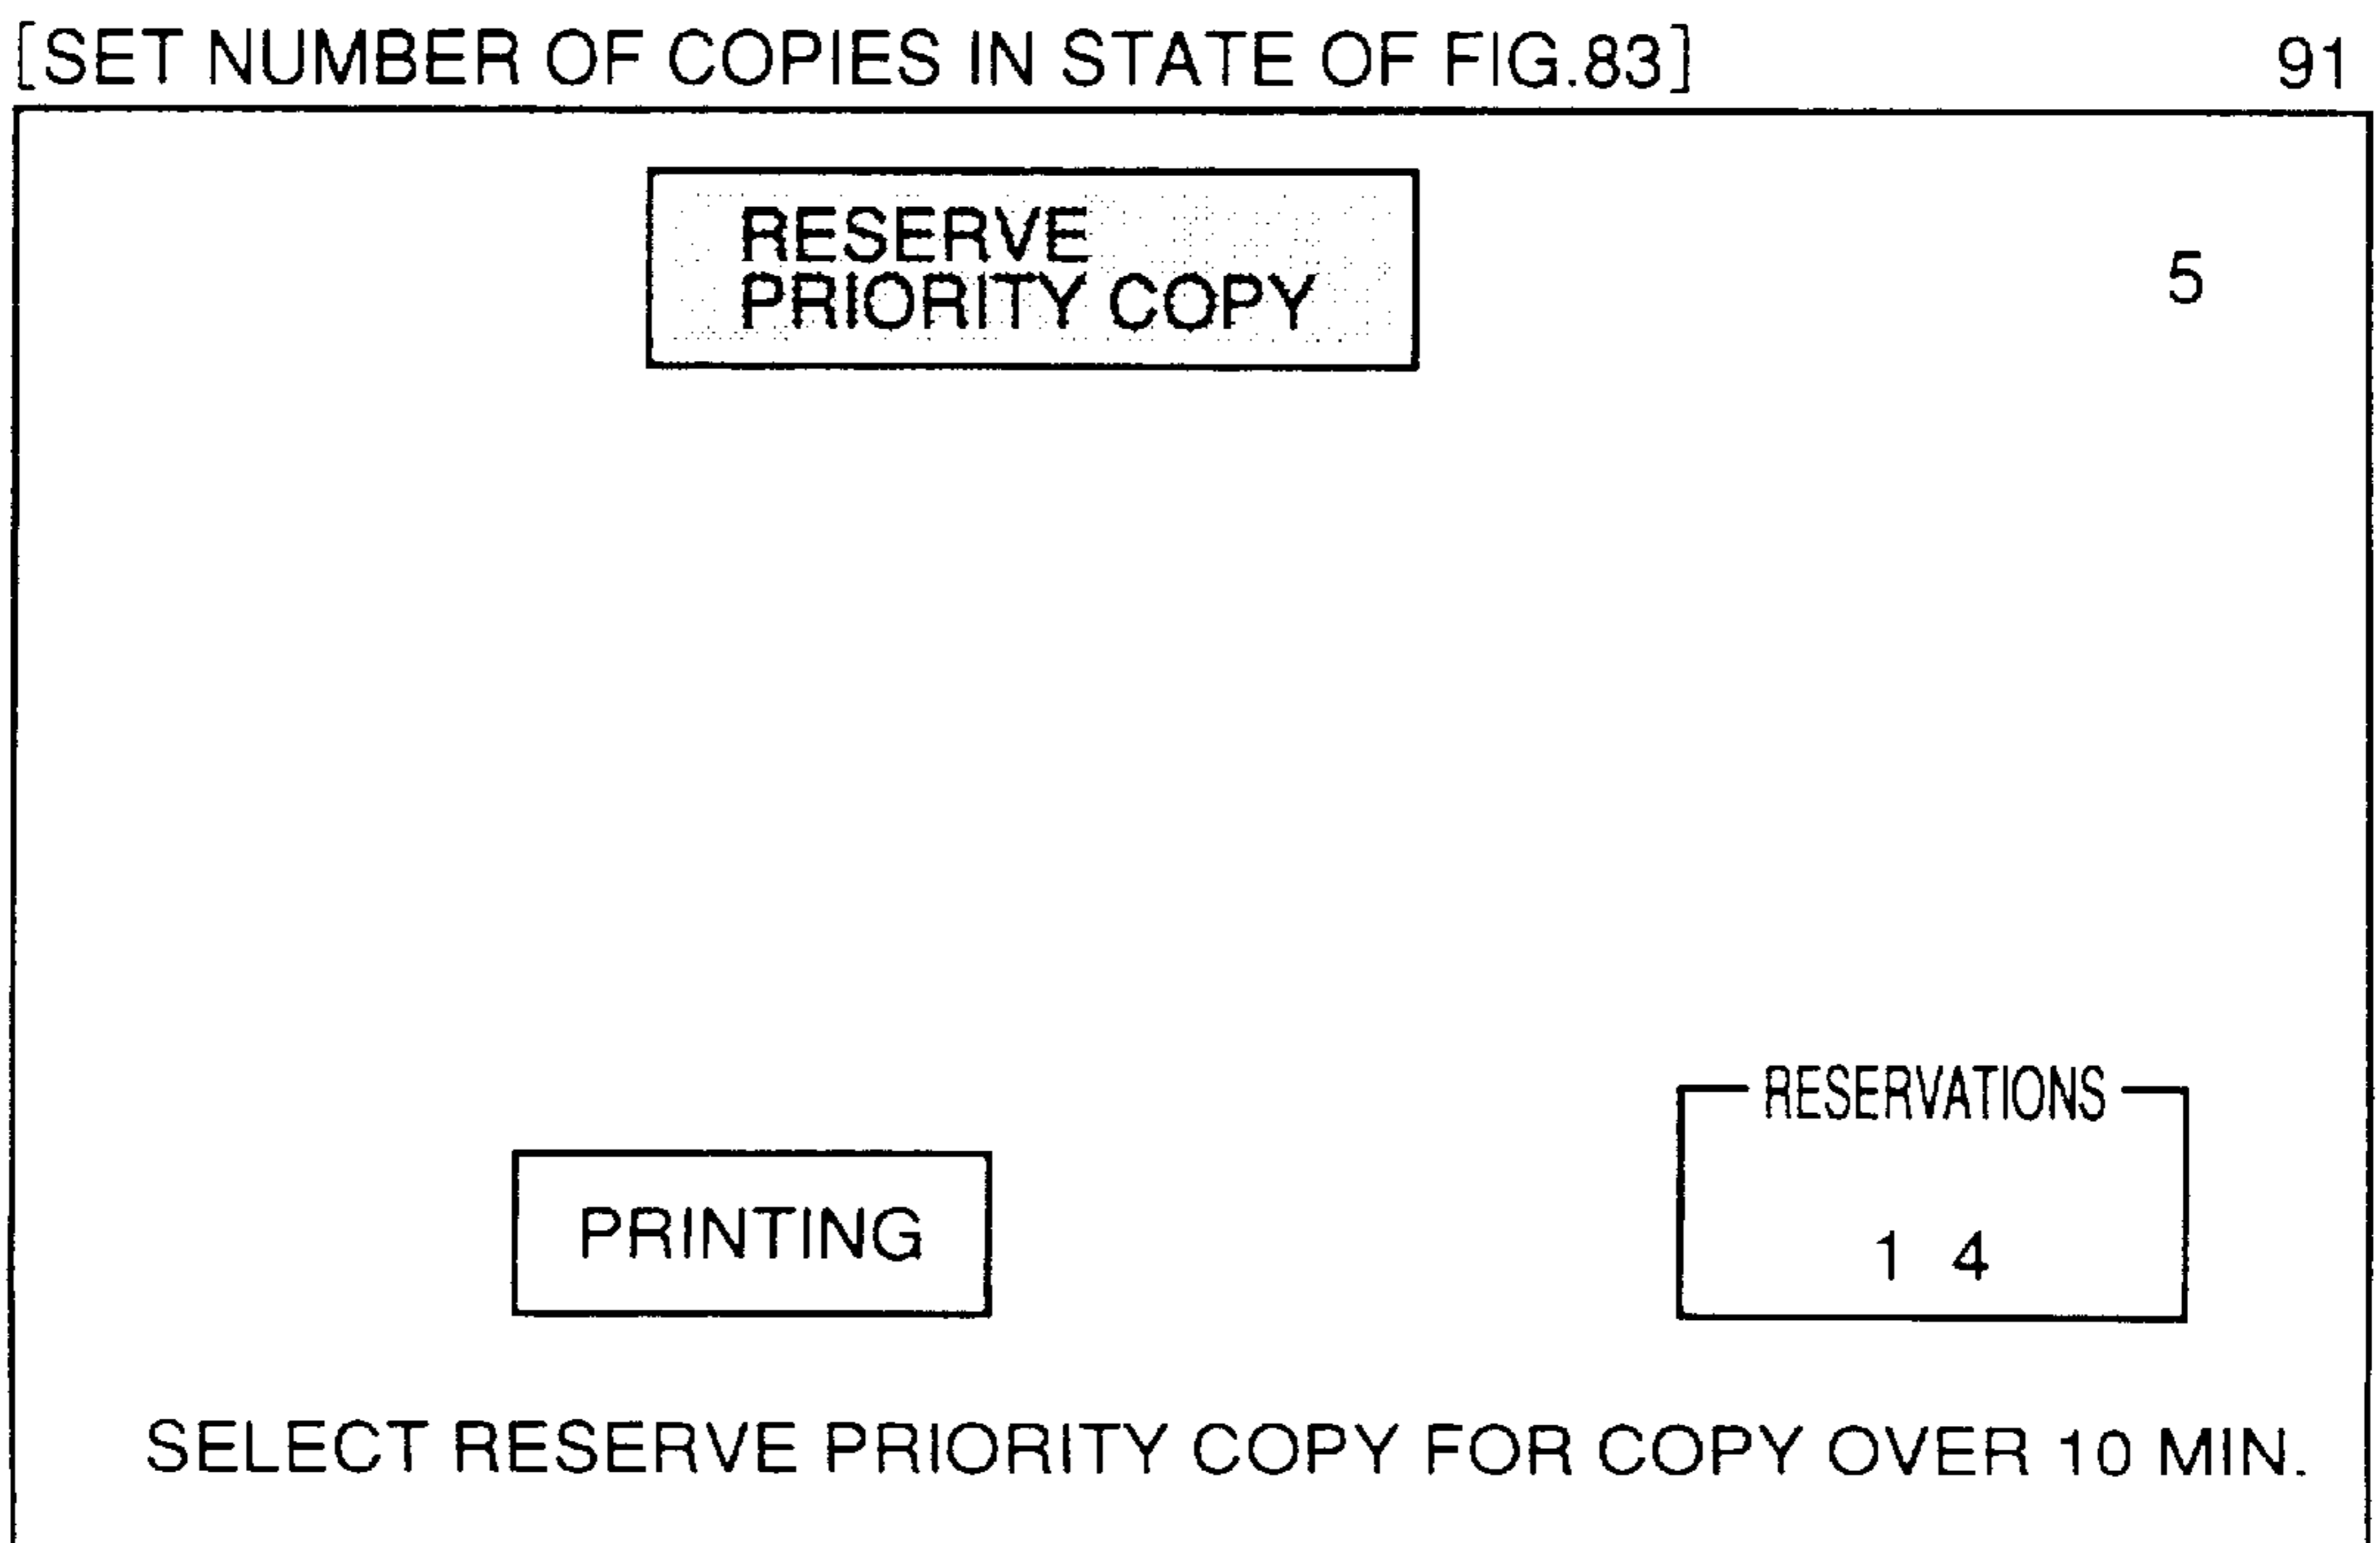 [SET NUMBER OF COPIES IN STATE OF FIG.83] 91
RESERVE
PRIORITY COPY
5
RESERVATIONS
PRINTING
1 4
SELECT RESERVE PRIORITY COPY FOR COPY OVER 10 MIN.